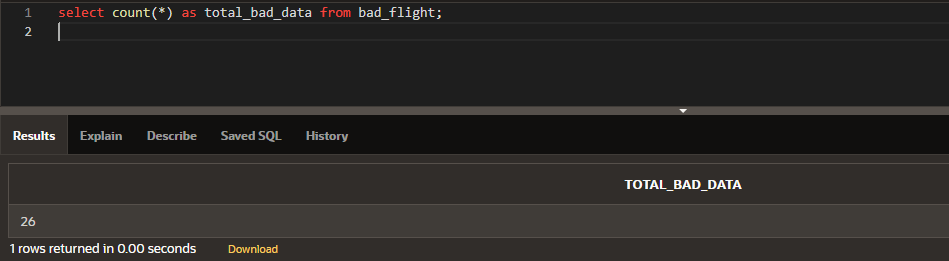 1 select count(*) as total_bad_data from bad_flight;
2
Results Explain Describe Saved SQL History
TOTAL_BAD_DATA
26
1 rows returned in 0.00 seconds Download